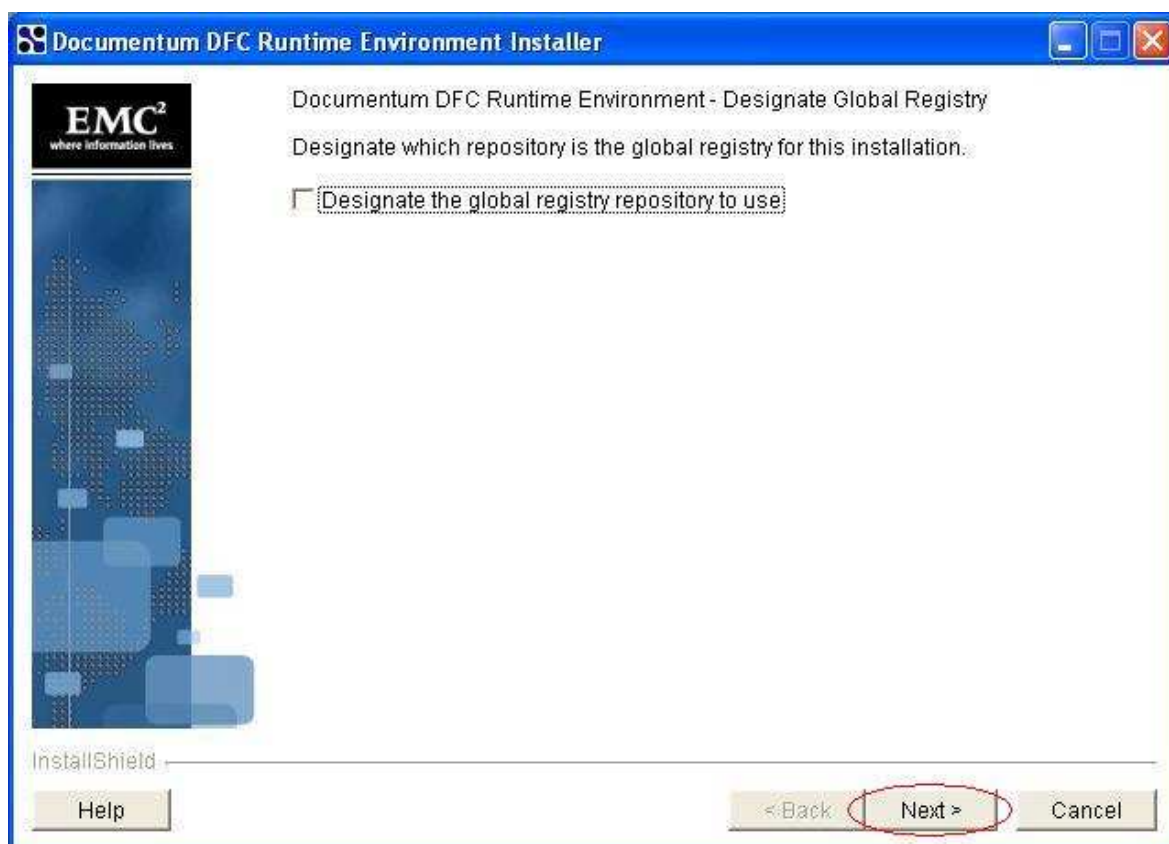 Documentum DFC Runtime Environment Installer
EMC²
where information lives
Documentum DFC Runtime Environment - Designate Global Registry
Designate which repository is the global registry for this installation.
Designate the global registry repository to use
InstallShield
Help
< Back
Next >
Cancel